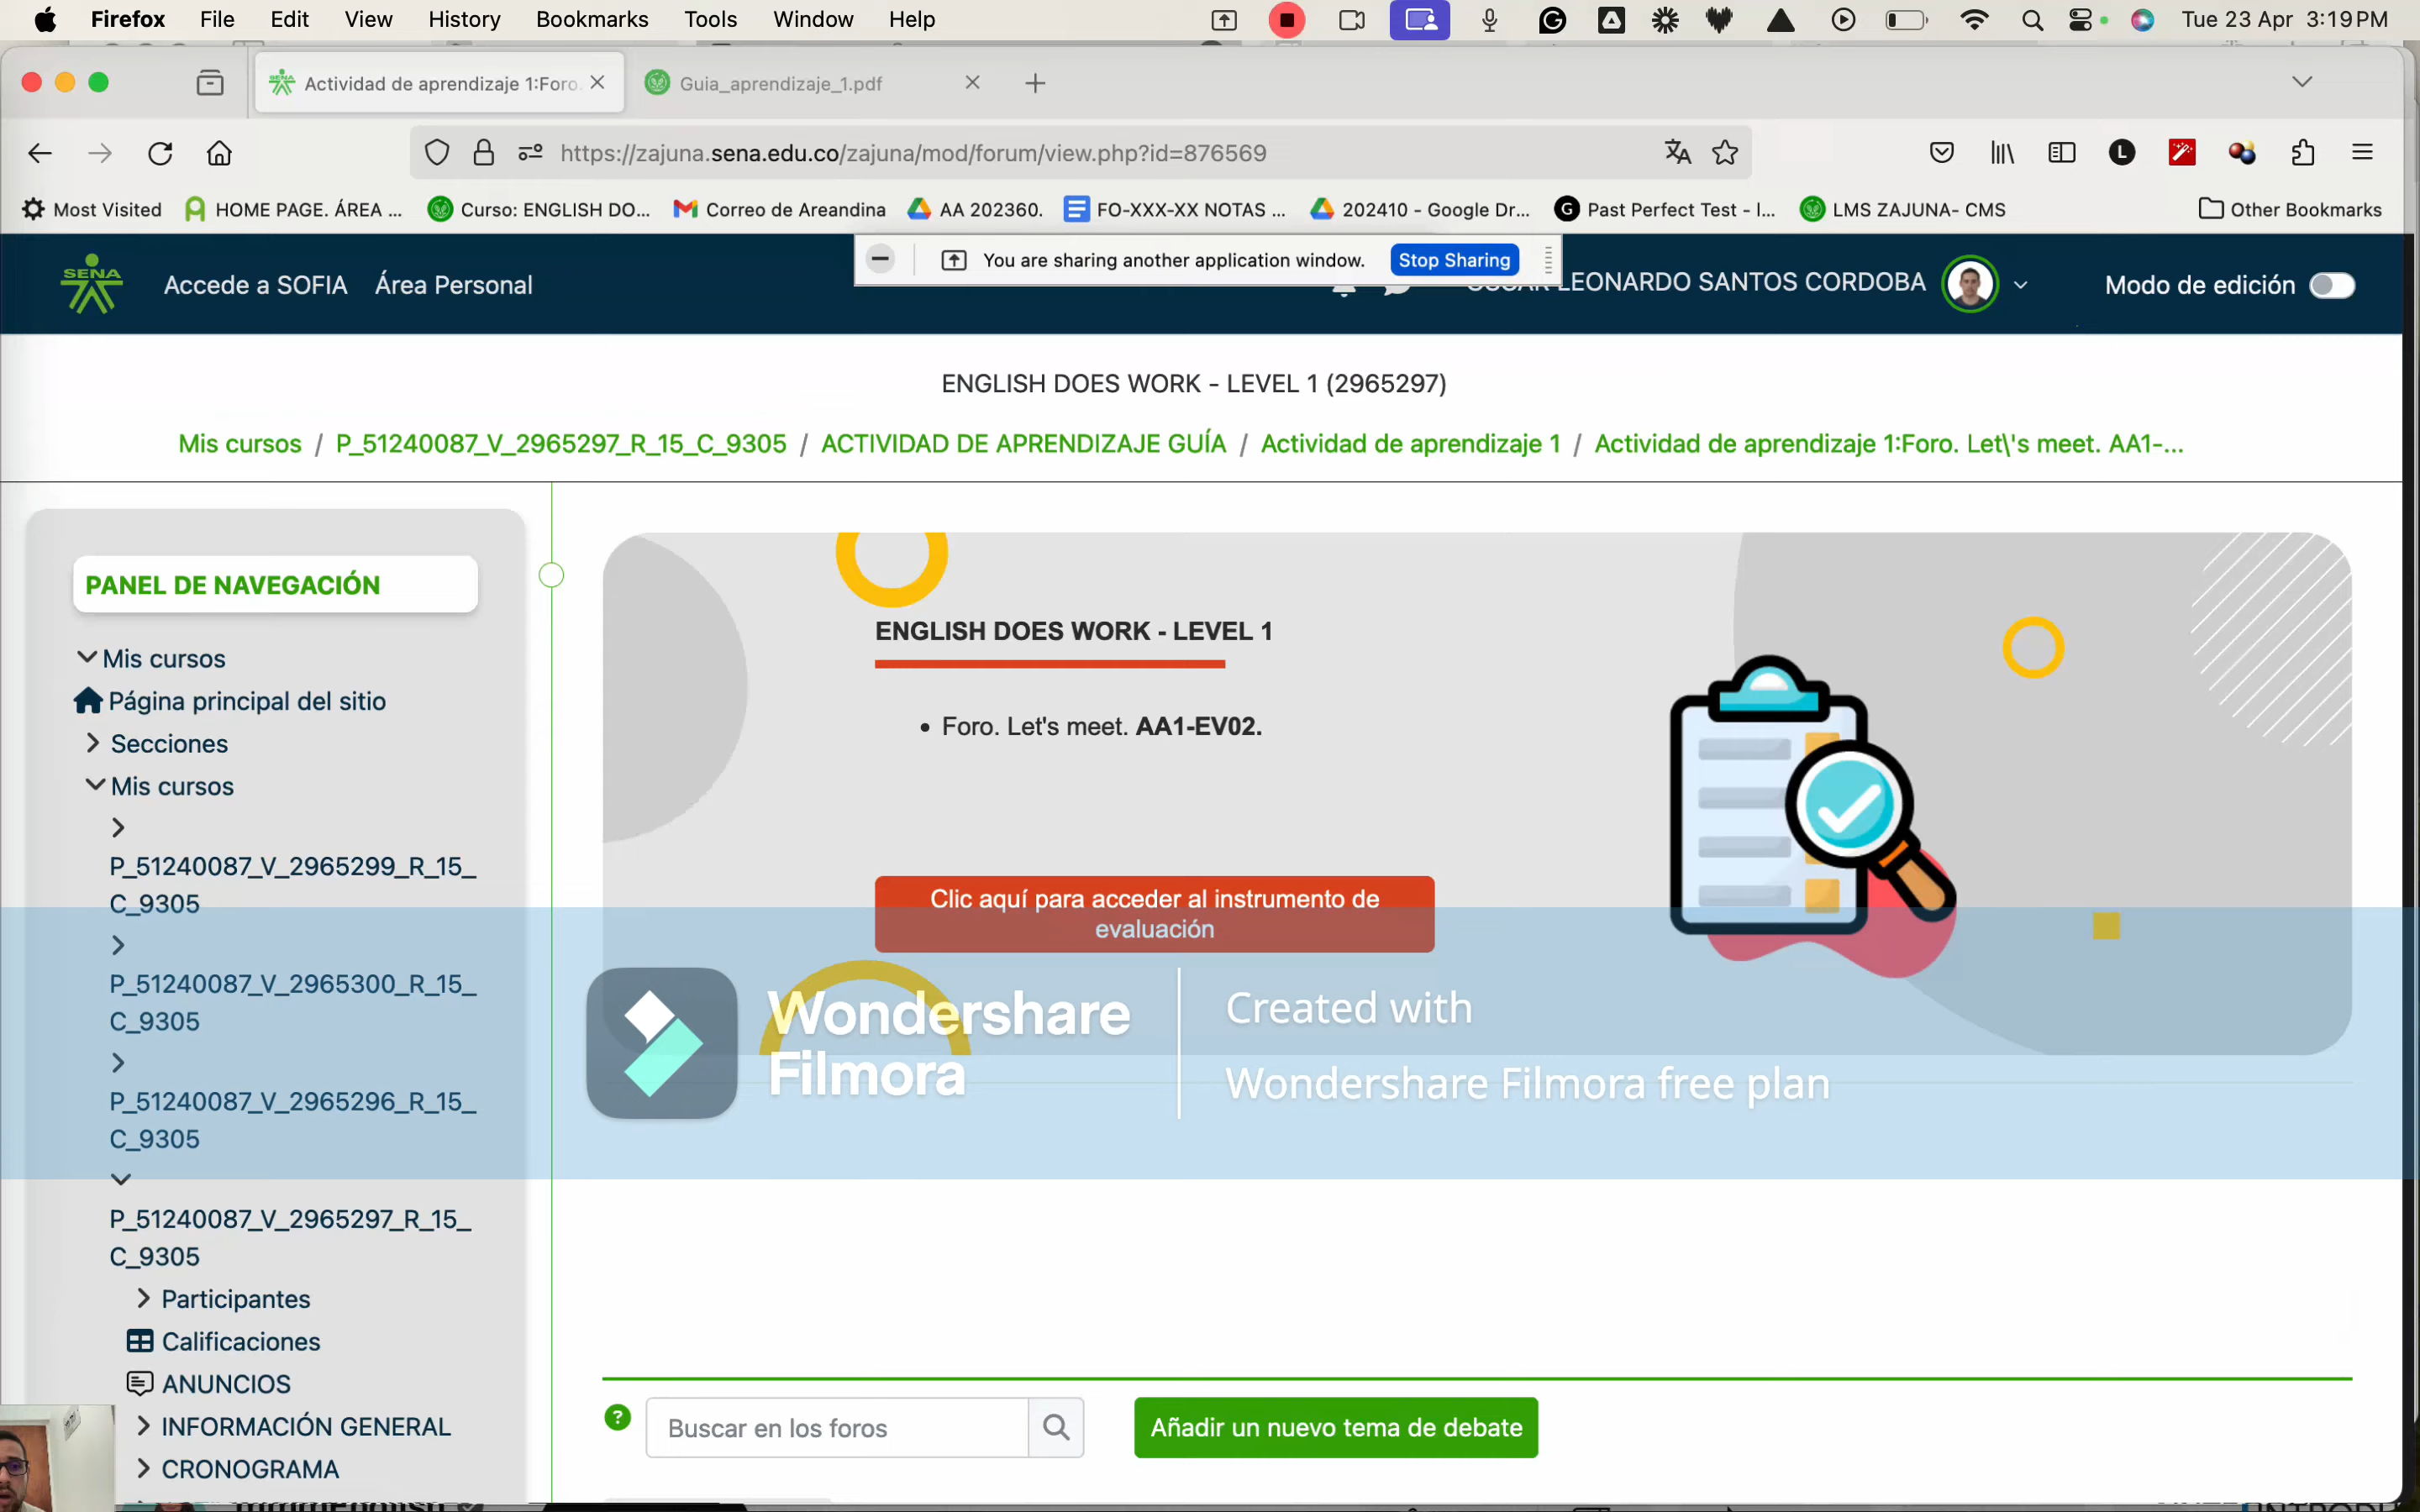 Firefox File Edit View History Bookmarks Tools Window Help Tue 23 Apr 3:19 PM
Actividad de aprendizaje 1:Foro. Guia_aprendizaje_1.pdf
https://zajuna.sena.edu.co/zajuna/mod/forum/view.php?id=876569
Most Visited HOME PAGE. ÁREA ... Curso: ENGLISH DO... Correo de Areandina AA 202360. FO-XXX-XX NOTAS ... 202410 - Google Dr... Past Perfect Test - I... LMS ZAJUNA- CMS Other Bookmarks
You are sharing another application window. Stop Sharing
SENA Accede a SOFIA Área Personal LEONARDO SANTOS CORDOBA Modo de edición
ENGLISH DOES WORK - LEVEL 1 (2965297)
Mis cursos / P_51240087_V_2965297_R_15_C_9305 / ACTIVIDAD DE APRENDIZAJE GUÍA / Actividad de aprendizaje 1 / Actividad de aprendizaje 1:Foro. Let\'s meet. AA1-...
PANEL DE NAVEGACIÓN
Mis cursos
Página principal del sitio
Secciones
Mis cursos
P_51240087_V_2965299_R_15_
C_9305
P_51240087_V_2965300_R_15_
C_9305
P_51240087_V_2965296_R_15_
C_9305
P_51240087_V_2965297_R_15_
C_9305
Participantes
Calificaciones
ANUNCIOS
INFORMACIÓN GENERAL
CRONOGRAMA
ENGLISH DOES WORK - LEVEL 1
• Foro. Let's meet. AA1-EV02.
Clic aquí para acceder al instrumento de
evaluación
Wondershare
Filmora
Created with
Wondershare Filmora free plan
? Buscar en los foros Añadir un nuevo tema de debate